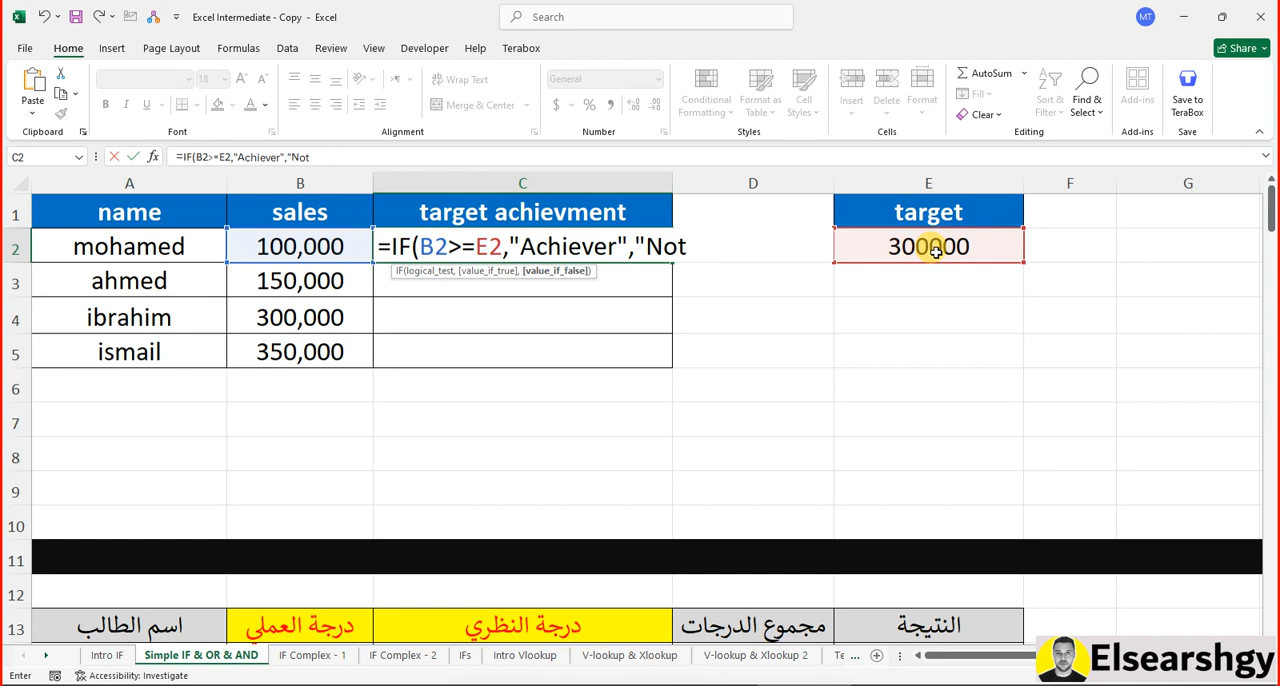 Excel Intermediate - Copy - Excel
Search
MT
File Home Insert Page Layout Formulas Data Review View Developer Help Terabox
Share
Paste
18
Wrap Text
Merge & Center
General
Conditional Formatting
Format as Table
Cell Styles
Insert
Delete
Format
AutoSum
Fill
Clear
Sort & Filter
Find & Select
Add-ins
Save to TeraBox
Clipboard Font Alignment Number Styles Cells Editing Add-ins Save
C2
fx
=IF(B2>=E2,"Achiever","Not
A B C D E F G
1 name sales target achievment target
2 mohamed 100,000 =IF(B2>=E2,"Achiever","Not 300000
IF(logical_test, [value_if_true], [value_if_false])
3 ahmed 150,000
4 ibrahim 300,000
5 ismail 350,000
6
7
8
9
10
11
12
13 اسم الطالب درجة العملي درجة النظري مجموع الدرجات النتيجة
Intro IF Simple IF & OR & AND IF Complex - 1 IF Complex - 2 IFs Intro Vlookup V-lookup & Xlookup V-lookup & Xlookup 2 Te ...
Enter Accessibility: Investigate
Elsearshgy